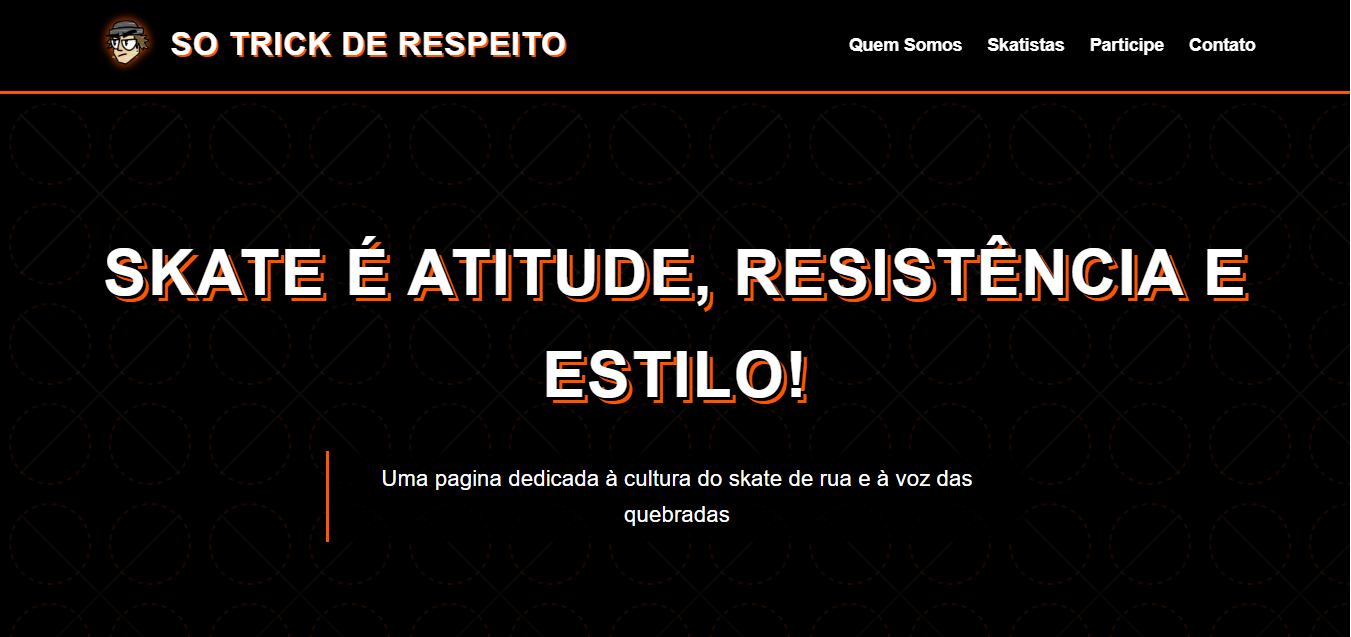 SO TRICK DE RESPEITO
Quem Somos Skatistas Participe Contato
SKATE É ATITUDE, RESISTÊNCIA E
ESTILO!
Uma pagina dedicada à cultura do skate de rua e à voz das
quebradas